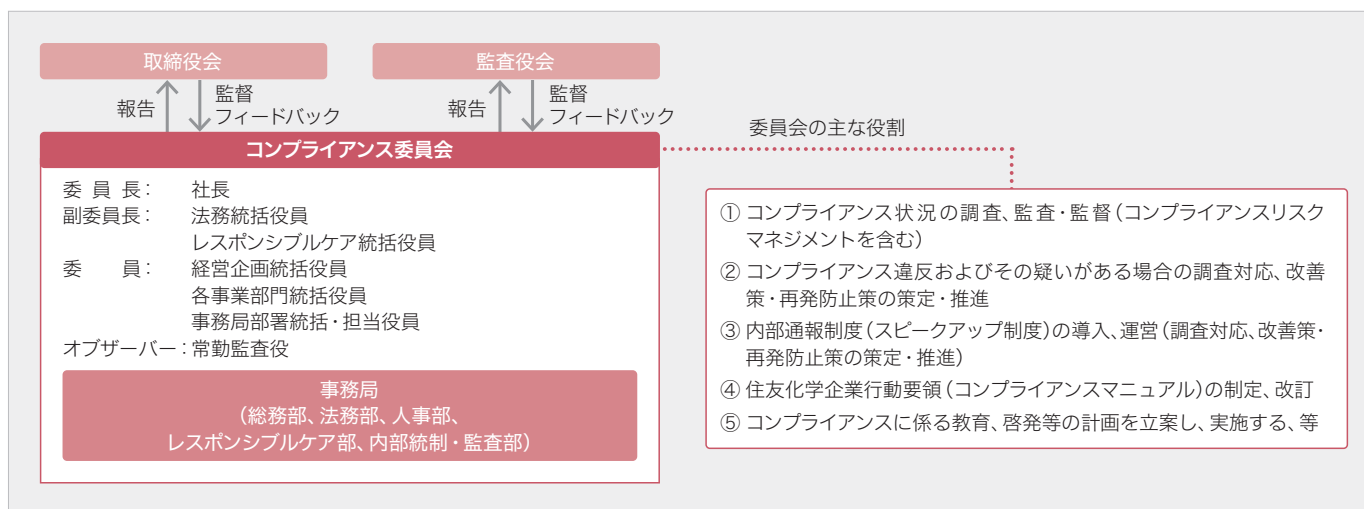 取締役会
監査役会
報告
監督
フィードバック
報告
監督
フィードバック
コンプライアンス委員会
委員会の主な役割
委員長： 社長
副委員長： 法務統括役員
レスポンシブルケア統括役員
委員： 経営企画統括役員
各事業部門統括役員
事務局部署統括・担当役員
オブザーバー：常勤監査役
事務局
（総務部、法務部、人事部、
レスポンシブルケア部、内部統制・監査部）
① コンプライアンス状況の調査、監査・監督（コンプライアンスリスク
マネジメントを含む）
② コンプライアンス違反およびその疑いがある場合の調査対応、改善
策・再発防止策の策定・推進
③ 内部通報制度（スピークアップ制度）の導入、運営（調査対応、改善策・
再発防止策の策定・推進）
④ 住友化学企業行動要領（コンプライアンスマニュアル）の制定、改訂
⑤ コンプライアンスに係る教育、啓発等の計画を立案し、実施する、等